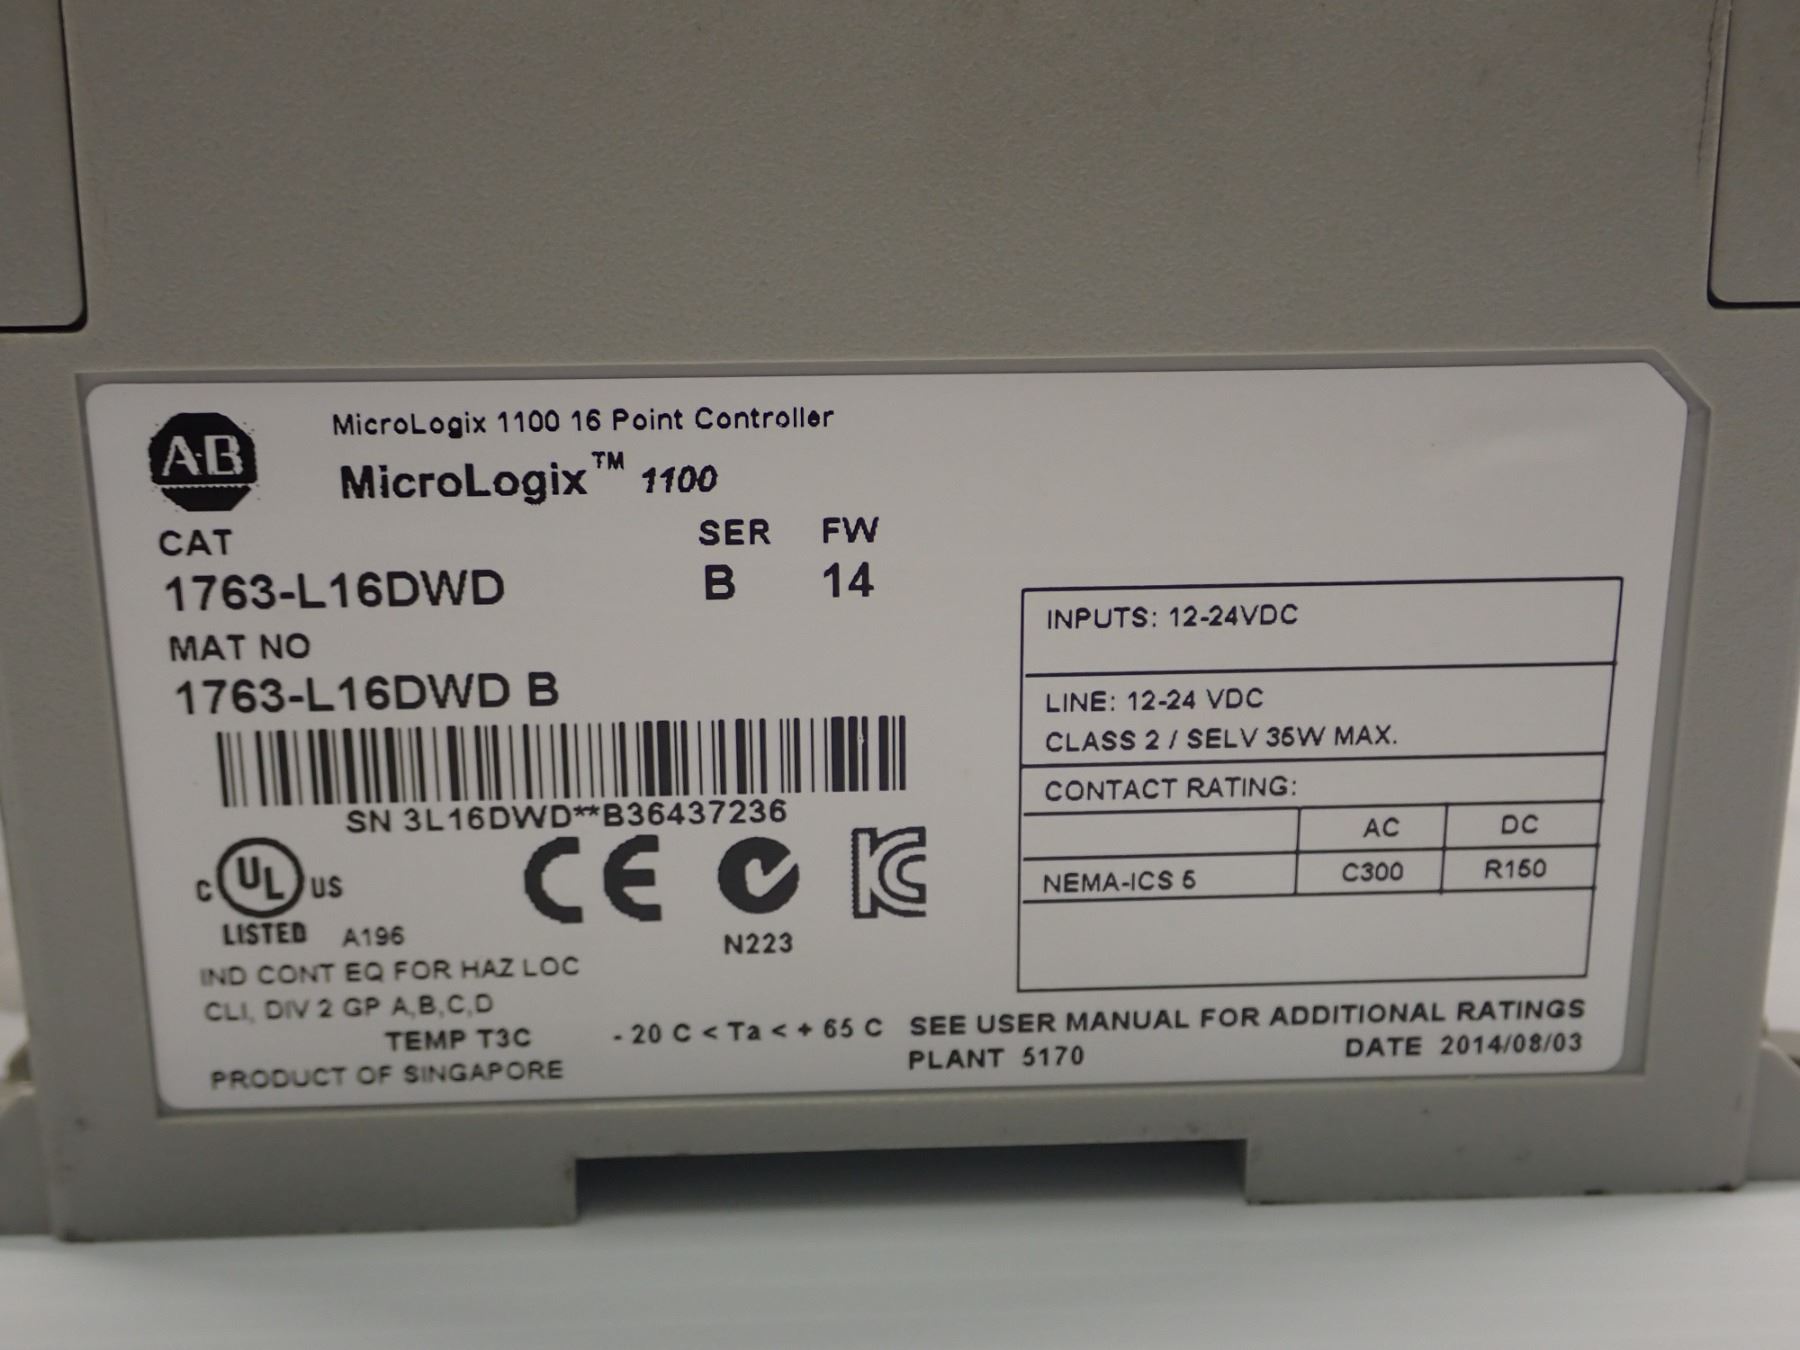 A-B
MicroLogix 1100 16 Point Controller
MicroLogix™ 1100
CAT SER FW
1763-L16DWD B 14
MAT NO
1763-L16DWD B
SN 3L16DWD**B36437236
C UL US
LISTED A196
CE
N223
KC
IND CONT EQ FOR HAZ LOC
CLI, DIV 2 GP A,B,C,D
TEMP T3C - 20 C < Ta < + 65 C
PRODUCT OF SINGAPORE
INPUTS: 12-24VDC
LINE: 12-24 VDC
CLASS 2 / SELV 35W MAX.
CONTACT RATING:
AC DC
NEMA-ICS 5 C300 R150
SEE USER MANUAL FOR ADDITIONAL RATINGS
PLANT 5170 DATE 2014/08/03